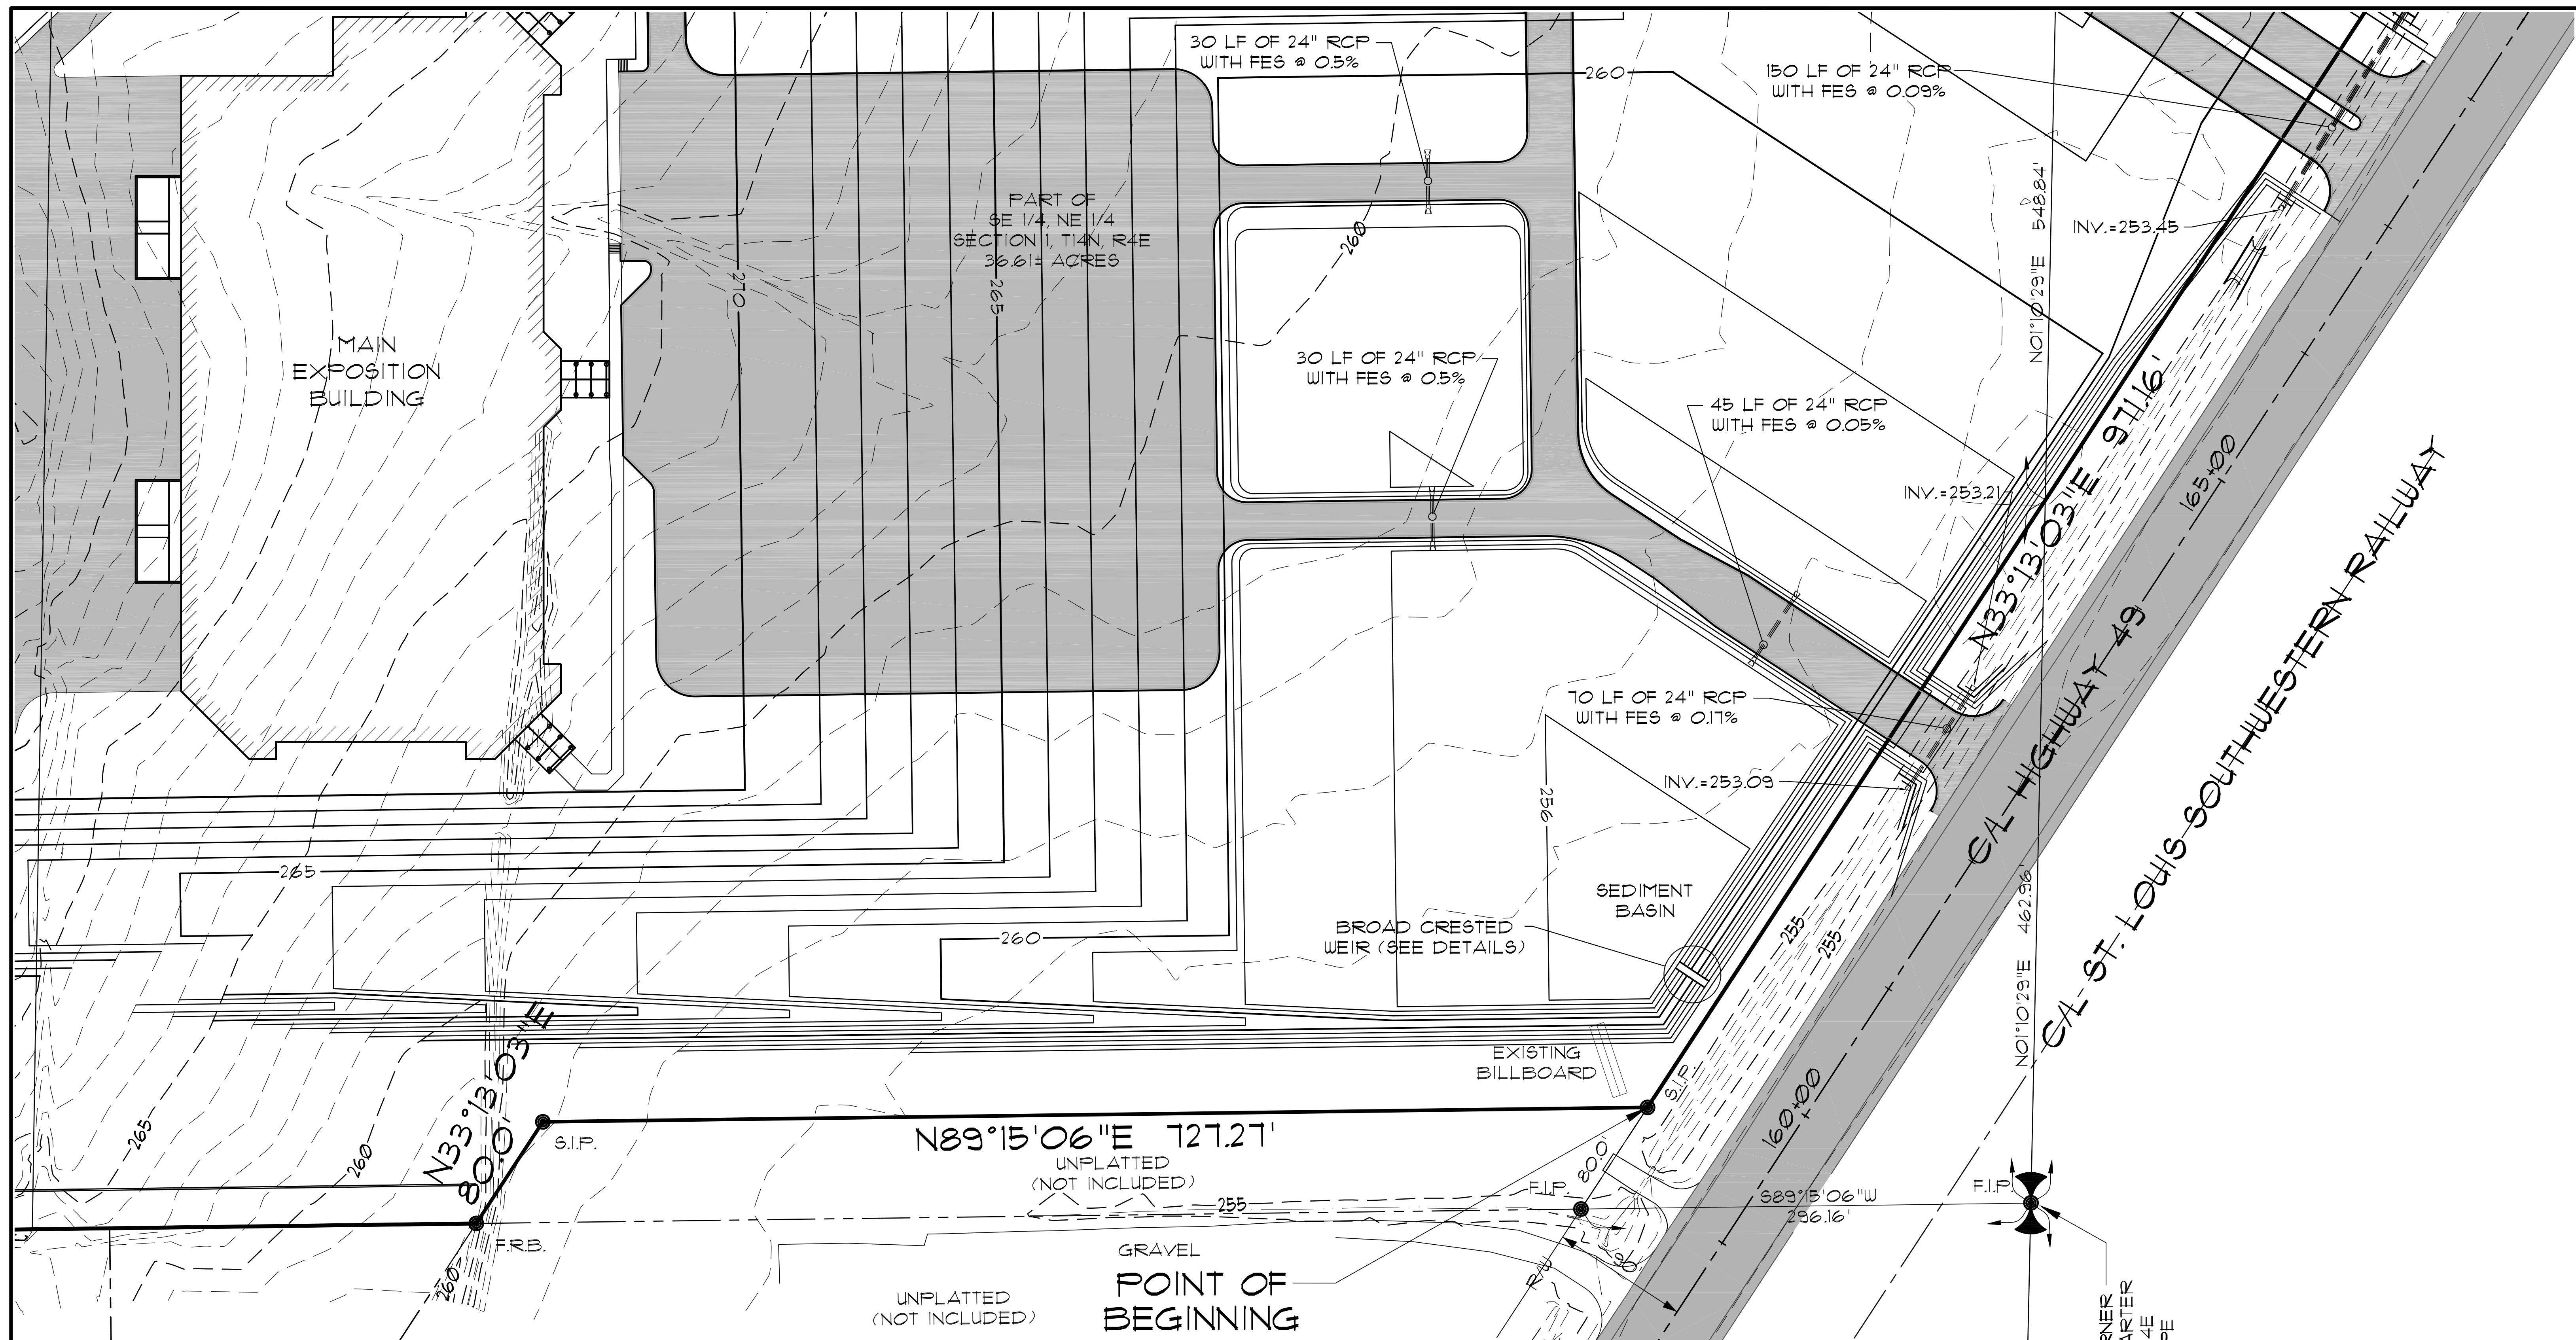 30 LF OF 24" RCP
WITH FES @ 0.5%
260
150 LF OF 24" RCP
WITH FES @ 0.09%
PART OF
SE 1/4, NE 1/4
SECTION 1, T14N, R4E
36.61± ACRES
260
INV.=253.45
N01°10'29"E 548.84'
270
265
MAIN
EXPOSITION
BUILDING
30 LF OF 24" RCP
WITH FES @ 0.5%
45 LF OF 24" RCP
WITH FES @ 0.05%
N33°13'03"E 971.16'
165+00
INV.=253.21
C/L ST. LOUIS SOUTHWESTERN RAILWAY
C/L HIGHWAY 49
70 LF OF 24" RCP
WITH FES @ 0.17%
INV.=253.09
256
265
SEDIMENT
BASIN
BROAD CRESTED
WEIR (SEE DETAILS)
260
255
255
N01°10'29"E 462.96'
EXISTING
BILLBOARD
S.I.P.
160+00
N33°13'03"E
80.0'
265
260
S.I.P.
N89°15'06"E 727.27'
UNPLATTED
(NOT INCLUDED)
80.0'
F.I.P.
255
S89°15'06"W
296.16'
F.I.P.
F.R.B.
260
GRAVEL
POINT OF
BEGINNING
UNPLATTED
(NOT INCLUDED)
R/W
90'
RNER
ARTER
4E
PE